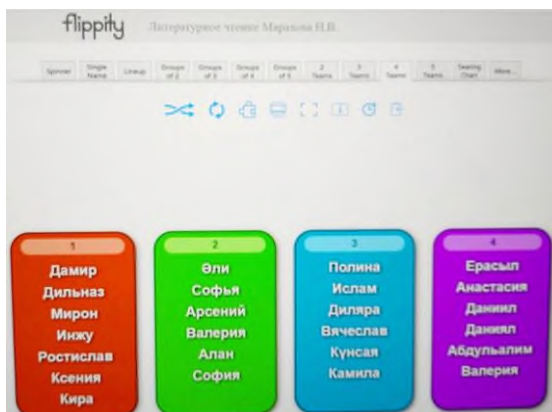 flippity
Литературное чтение Маразова Н.В.
Spinner
Single Name
Lineup
Groups of 2
Groups of 3
Groups of 4
Groups of 5
2 Teams
3 Teams
4 Teams
5 Teams
Seating Chart
More...
1
Дамир
Дильназ
Мирон
Инжу
Ростислав
Ксения
Кира
2
Әли
Софья
Арсений
Валерия
Алан
София
3
Полина
Ислам
Диляра
Вячеслав
Күнсая
Камила
4
Ерасыл
Анастасия
Даниил
Даниял
Абдульалим
Валерия